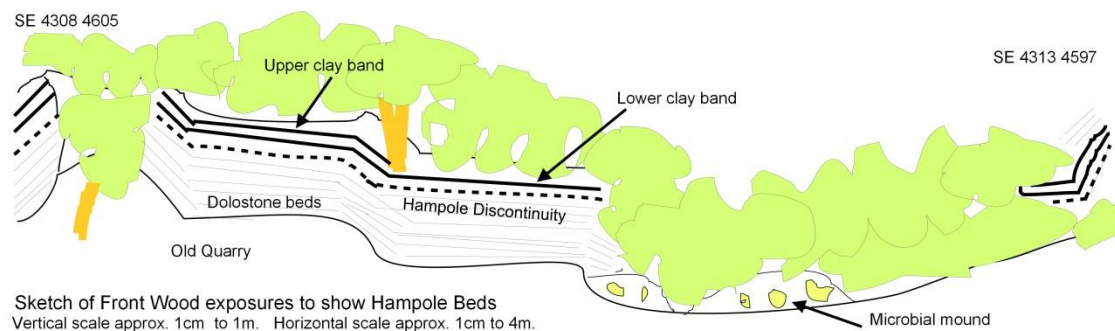 SE 4308 4605
SE 4313 4597
Upper clay band
Lower clay band
Dolostone beds
Hampole Discontinuity
Old Quarry
Microbial mound
Sketch of Front Wood exposures to show Hampole Beds
Vertical scale approx. 1cm to 1m. Horizontal scale approx. 1cm to 4m.